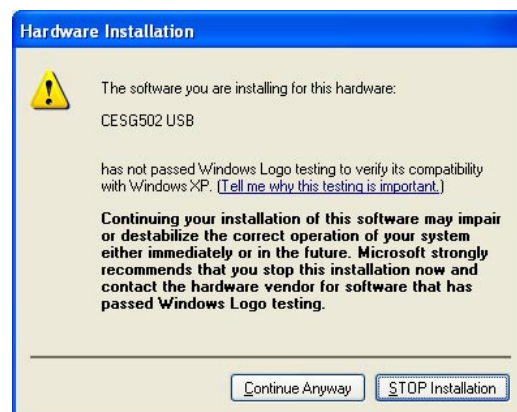 Hardware Installation
The software you are installing for this hardware:
CESG502 USB
has not passed Windows Logo testing to verify its compatibility
with Windows XP. (Tell me why this testing is important.)
Continuing your installation of this software may impair
or destabilize the correct operation of your system
either immediately or in the future. Microsoft strongly
recommends that you stop this installation now and
contact the hardware vendor for software that has
passed Windows Logo testing.
Continue Anyway
STOP Installation